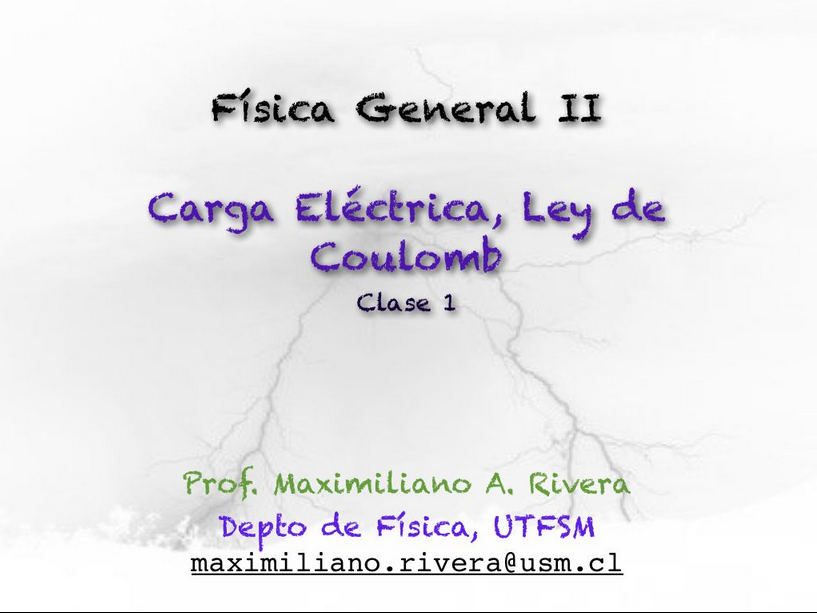 Física General II
Carga Eléctrica, Ley de
Coulomb
Clase 1
Prof. Maximiliano A. Rivera
Depto de Física, UTFSM
maximiliano.rivera@usm.cl